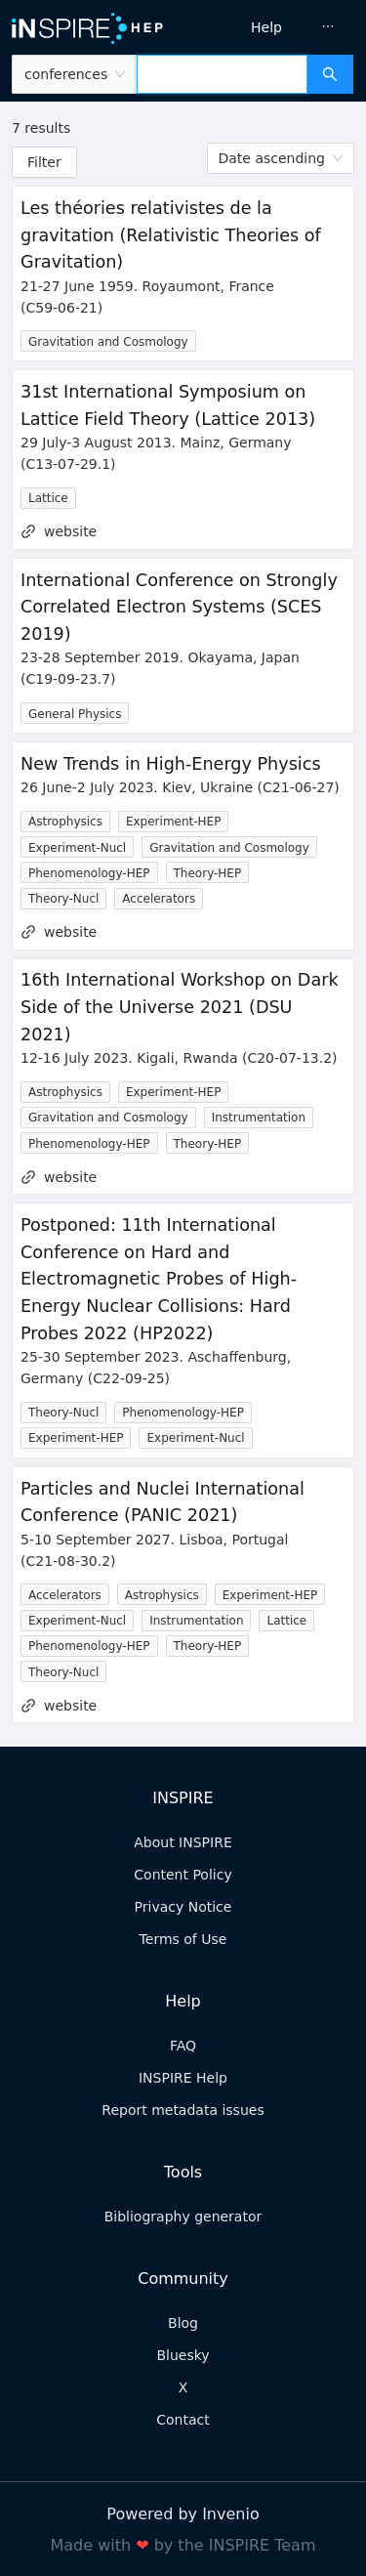 iNSPIRE HEP
Help ···
conferences
7 results
Filter
Date ascending
Les théories relativistes de la
gravitation (Relativistic Theories of
Gravitation)
21-27 June 1959. Royaumont, France
(C59-06-21)
Gravitation and Cosmology
31st International Symposium on
Lattice Field Theory (Lattice 2013)
29 July-3 August 2013. Mainz, Germany
(C13-07-29.1)
Lattice
website
International Conference on Strongly
Correlated Electron Systems (SCES
2019)
23-28 September 2019. Okayama, Japan
(C19-09-23.7)
General Physics
New Trends in High-Energy Physics
26 June-2 July 2023. Kiev, Ukraine (C21-06-27)
Astrophysics Experiment-HEP
Experiment-Nucl Gravitation and Cosmology
Phenomenology-HEP Theory-HEP
Theory-Nucl Accelerators
website
16th International Workshop on Dark
Side of the Universe 2021 (DSU
2021)
12-16 July 2023. Kigali, Rwanda (C20-07-13.2)
Astrophysics Experiment-HEP
Gravitation and Cosmology Instrumentation
Phenomenology-HEP Theory-HEP
website
Postponed: 11th International
Conference on Hard and
Electromagnetic Probes of High-
Energy Nuclear Collisions: Hard
Probes 2022 (HP2022)
25-30 September 2023. Aschaffenburg,
Germany (C22-09-25)
Theory-Nucl Phenomenology-HEP
Experiment-HEP Experiment-Nucl
Particles and Nuclei International
Conference (PANIC 2021)
5-10 September 2027. Lisboa, Portugal
(C21-08-30.2)
Accelerators Astrophysics Experiment-HEP
Experiment-Nucl Instrumentation Lattice
Phenomenology-HEP Theory-HEP
Theory-Nucl
website
INSPIRE
About INSPIRE
Content Policy
Privacy Notice
Terms of Use
Help
FAQ
INSPIRE Help
Report metadata issues
Tools
Bibliography generator
Community
Blog
Bluesky
X
Contact
Powered by Invenio
Made with ❤ by the INSPIRE Team